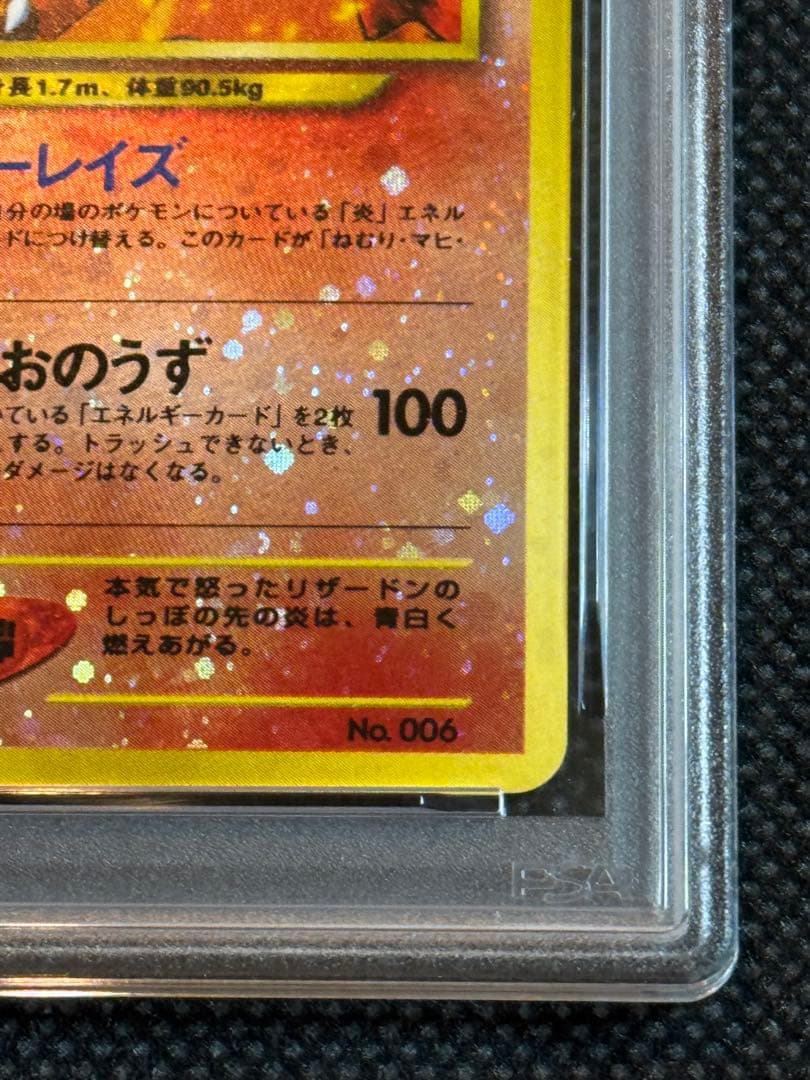 長1.7m、体重90.5kg
ーレイズ
分の場のポケモンについている「炎」エネル
ドにつけ替える。このカードが「ねむり・マヒ・
おのうず
いている「エネルギーカード」を2枚
する。トラッシュできないとき、
ダメージはなくなる。
100
本気で怒ったリザードンの
しっぽの先の炎は、青白く
燃えあがる。
No. 006
PSA